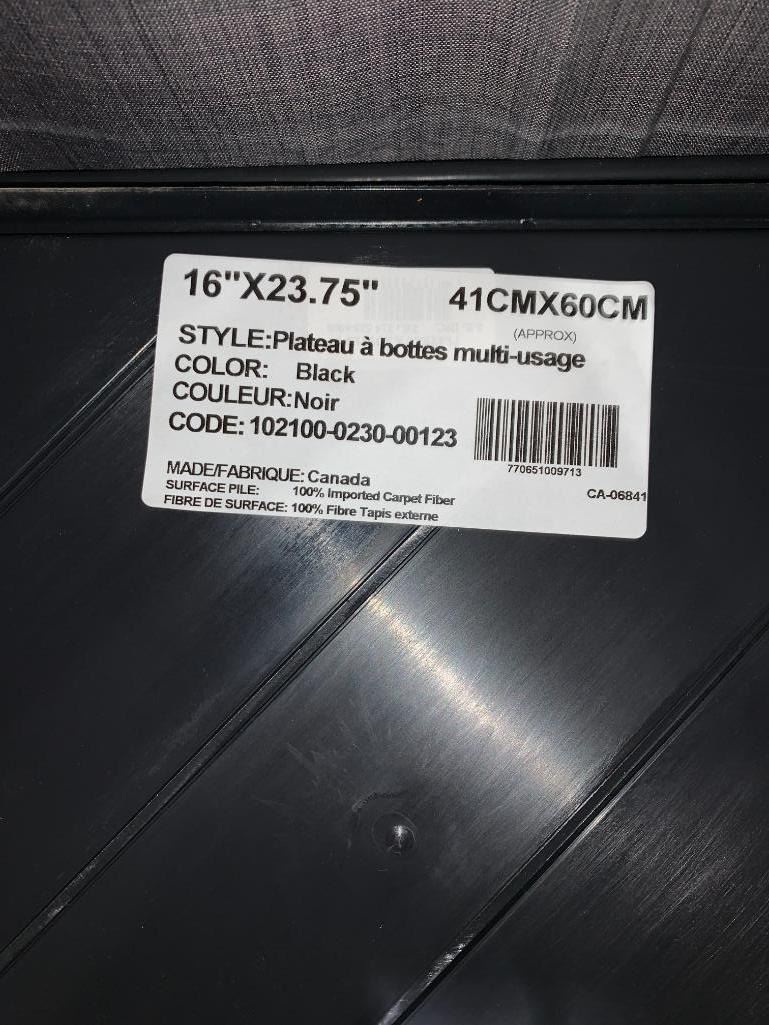 16"X23.75" 41CMX60CM
(APPROX)
STYLE:Plateau à bottes multi-usage
COLOR: Black
COULEUR:Noir
CODE: 102100-0230-00123
770651009713
MADE/FABRIQUE: Canada
CA-06841
SURFACE PILE: 100% Imported Carpet Fiber
FIBRE DE SURFACE: 100% Fibre Tapis externe